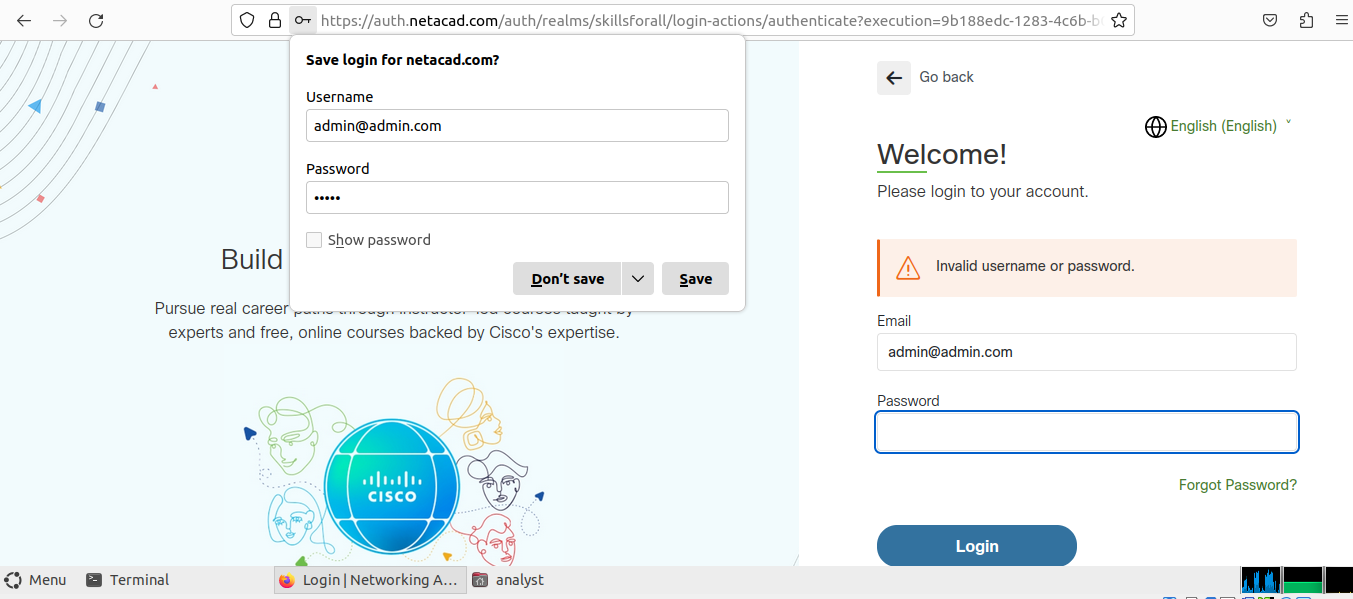 https://auth.netacad.com/auth/realms/skillsforall/login-actions/authenticate?execution=9b188edc-1283-4c6b-b
Save login for netacad.com?
Username
admin@admin.com
Password
•••••
Show password
Don't save
Save
Go back
English (English)
Welcome!
Please login to your account.
Invalid username or password.
Email
admin@admin.com
Password
Forgot Password?
Login
Build
Pursue real career paths through instructor-led courses taught by
experts and free, online courses backed by Cisco's expertise.
CISCO
Menu
Terminal
Login | Networking A...
analyst